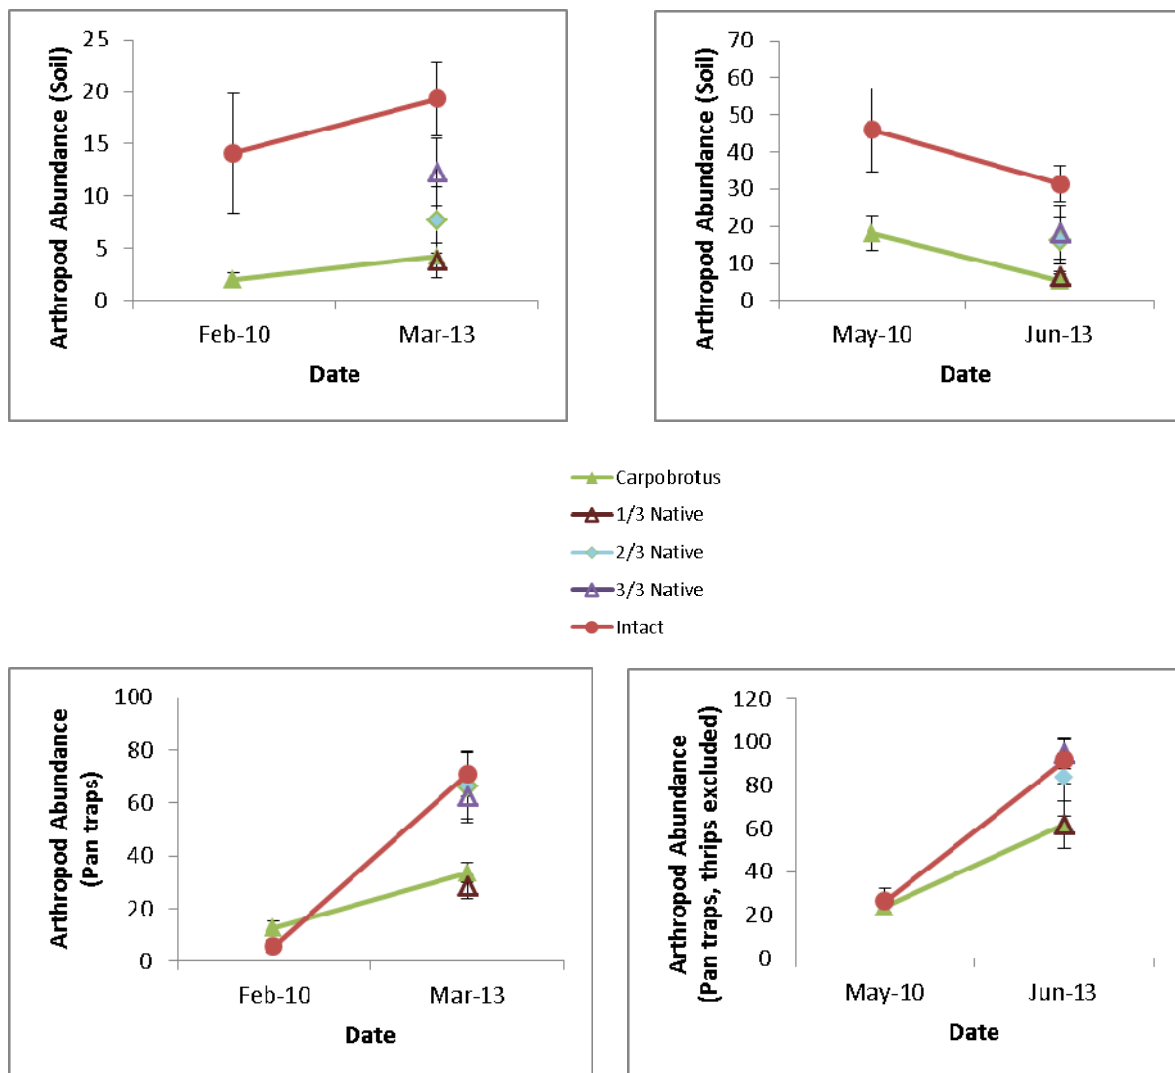 Arthropod Abundance (Soil)
25
20
15
10
5
0
Feb-10
Mar-13
Date
Arthropod Abundance (Soil)
70
60
50
40
30
20
10
0
May-10
Jun-13
Date
Carpobrotus
1/3 Native
2/3 Native
3/3 Native
Intact
Arthropod Abundance
(Pan traps)
100
80
60
40
20
0
Feb-10
Mar-13
Date
Arthropod Abundance
(Pan traps, thrips excluded)
120
100
80
60
40
20
0
May-10
Jun-13
Date